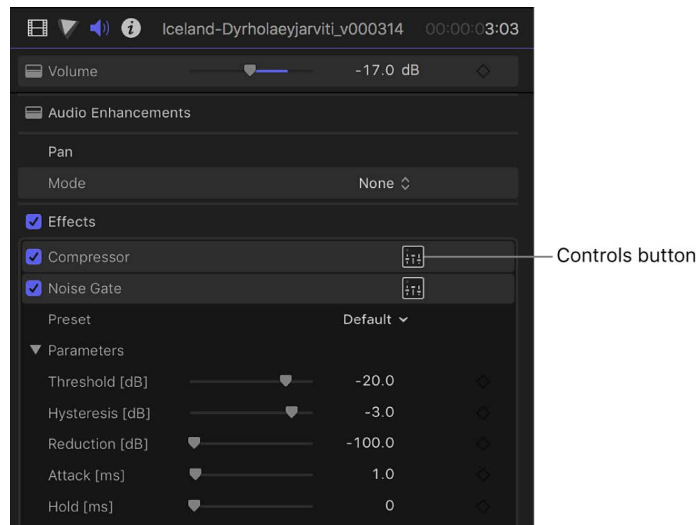 Iceland-Dyrholaeyjarviti_v000314 00:00:03:03
Volume -17.0 dB
Audio Enhancements
Pan
Mode None
Effects
Compressor Controls button
Noise Gate
Preset Default
Parameters
Threshold [dB] -20.0
Hysteresis [dB] -3.0
Reduction [dB] -100.0
Attack [ms] 1.0
Hold [ms] 0